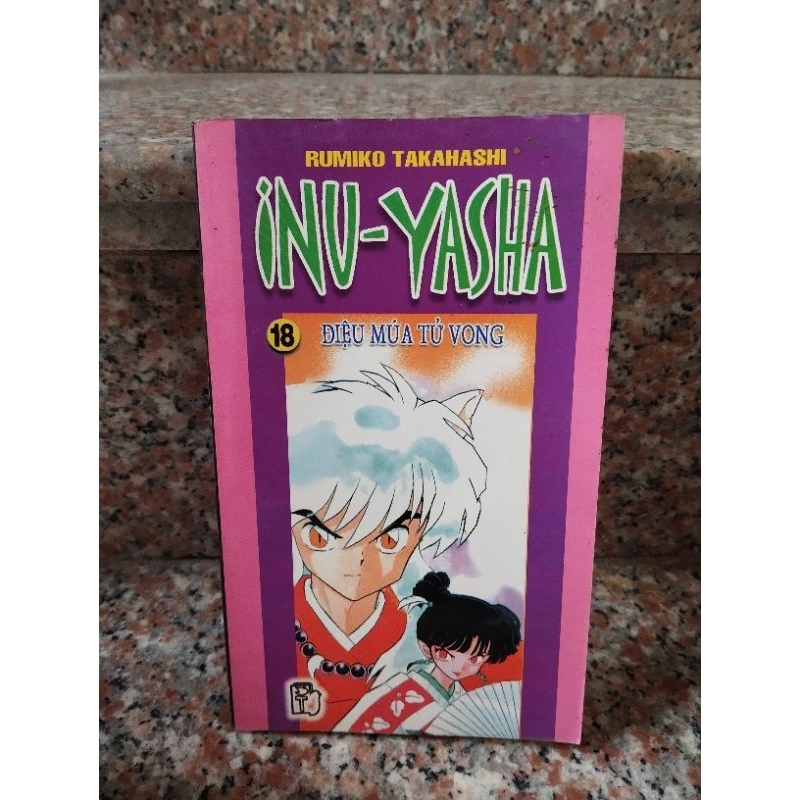 RUMIKO TAKAHASHI
iNU-YASHA
18 ĐIỆU MÚA TỬ VONG